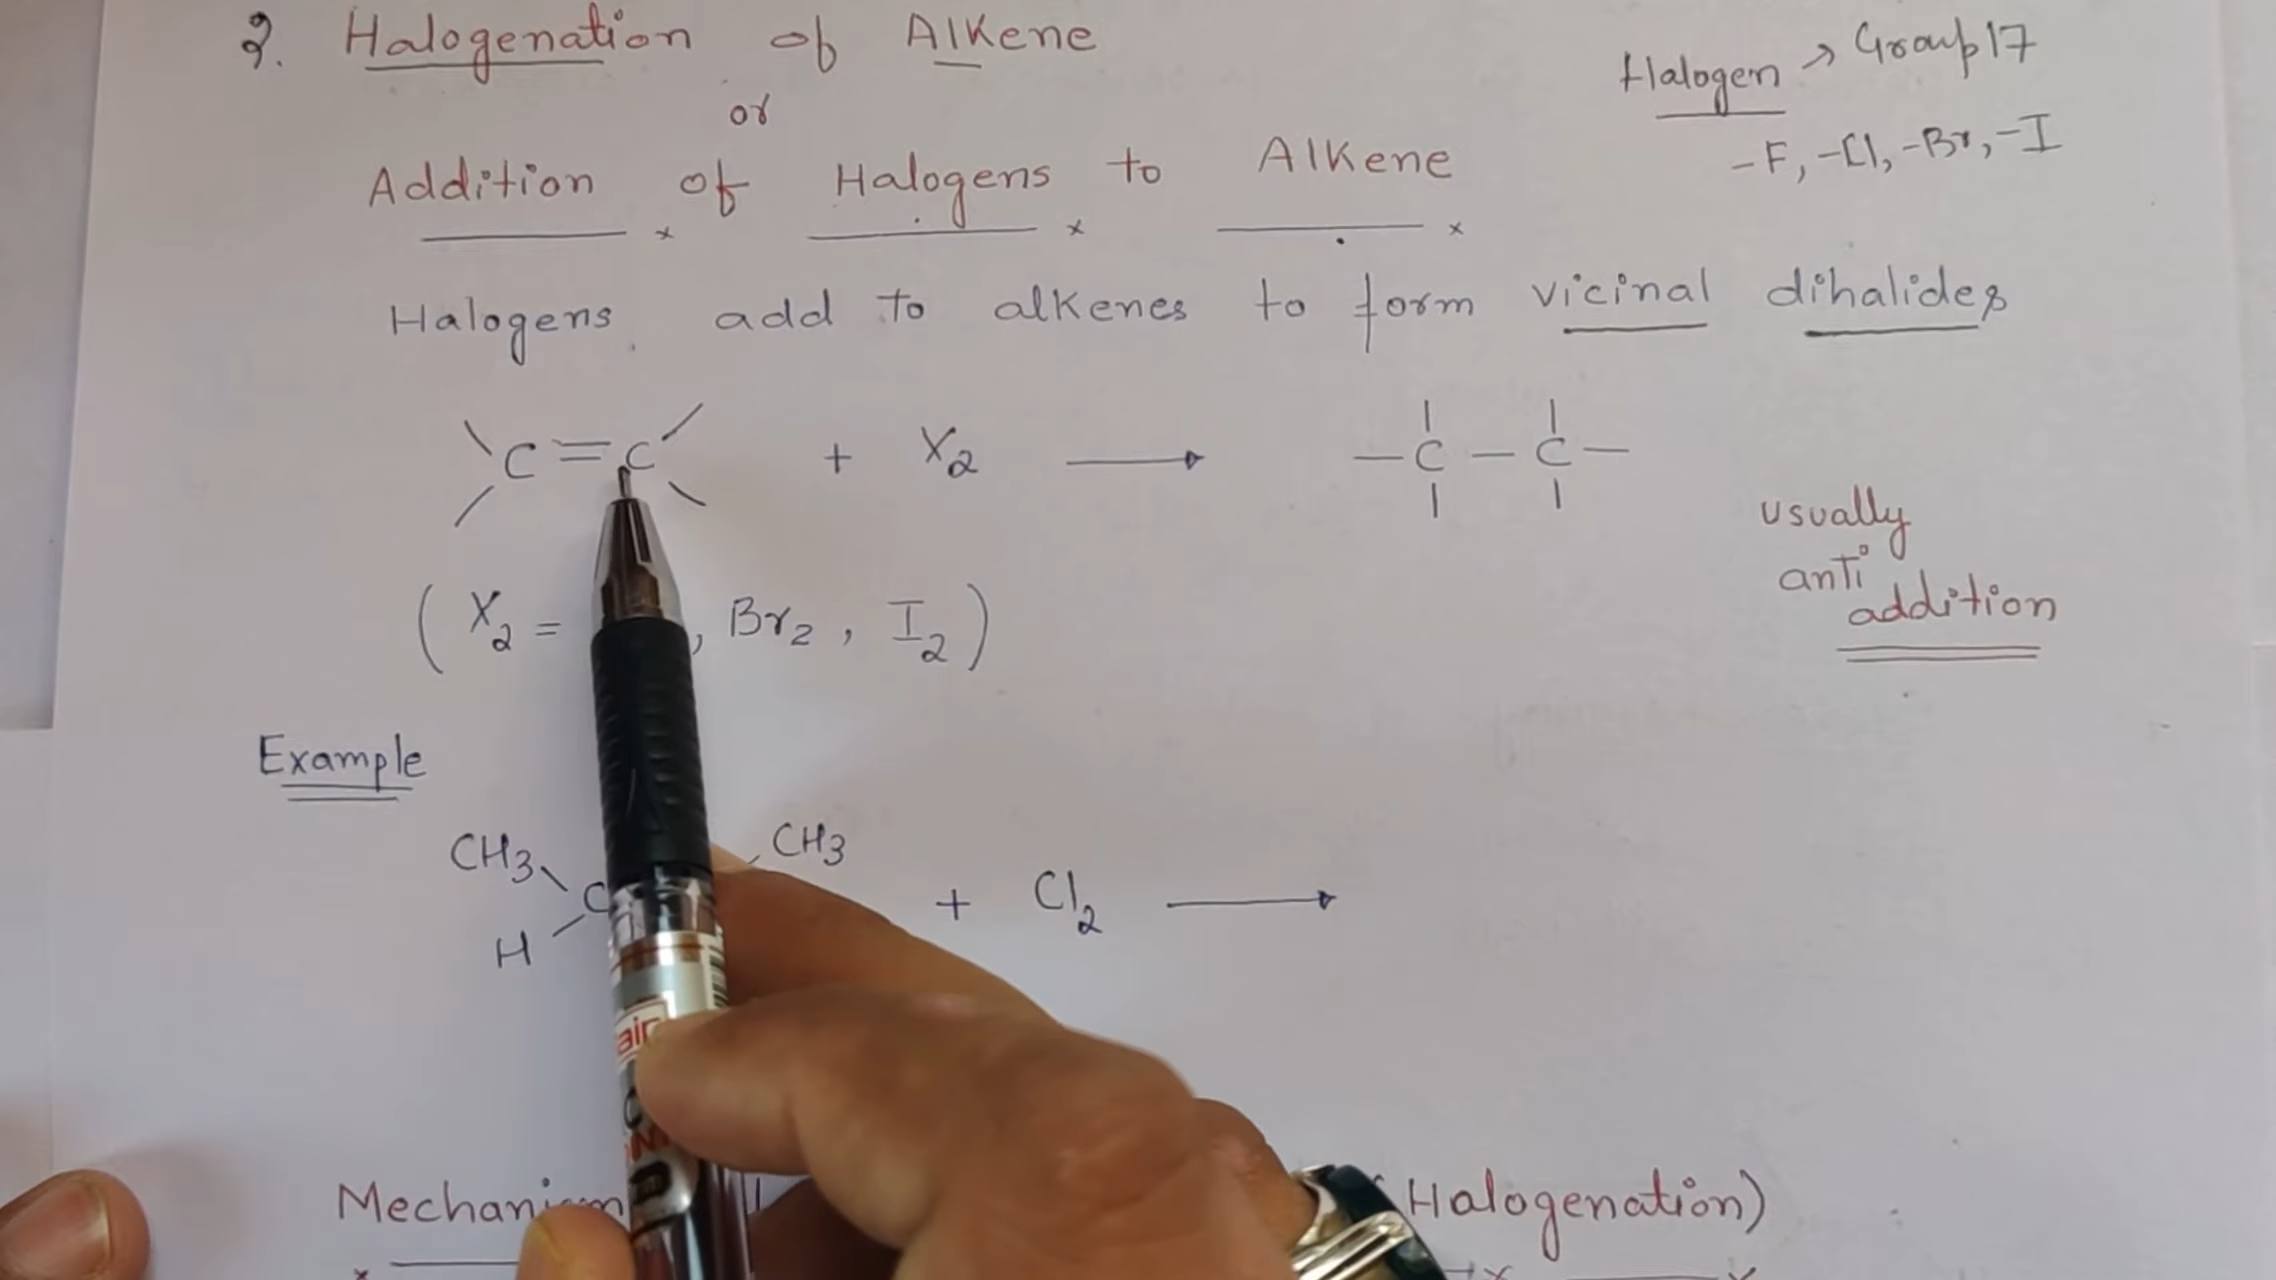 2. Halogenation of Alkene
or
Addition of Halogens to Alkene
Halogen → Group 17
-F, -Cl, -Br, -I
Halogens add to alkenes to form vicinal dihalides
C = C + X2 → - C - C -
usually
anti
addition
( X2 = , Br2 , I2 )
Example
CH3 CH3
C + Cl2 →
H
(Halogenation)